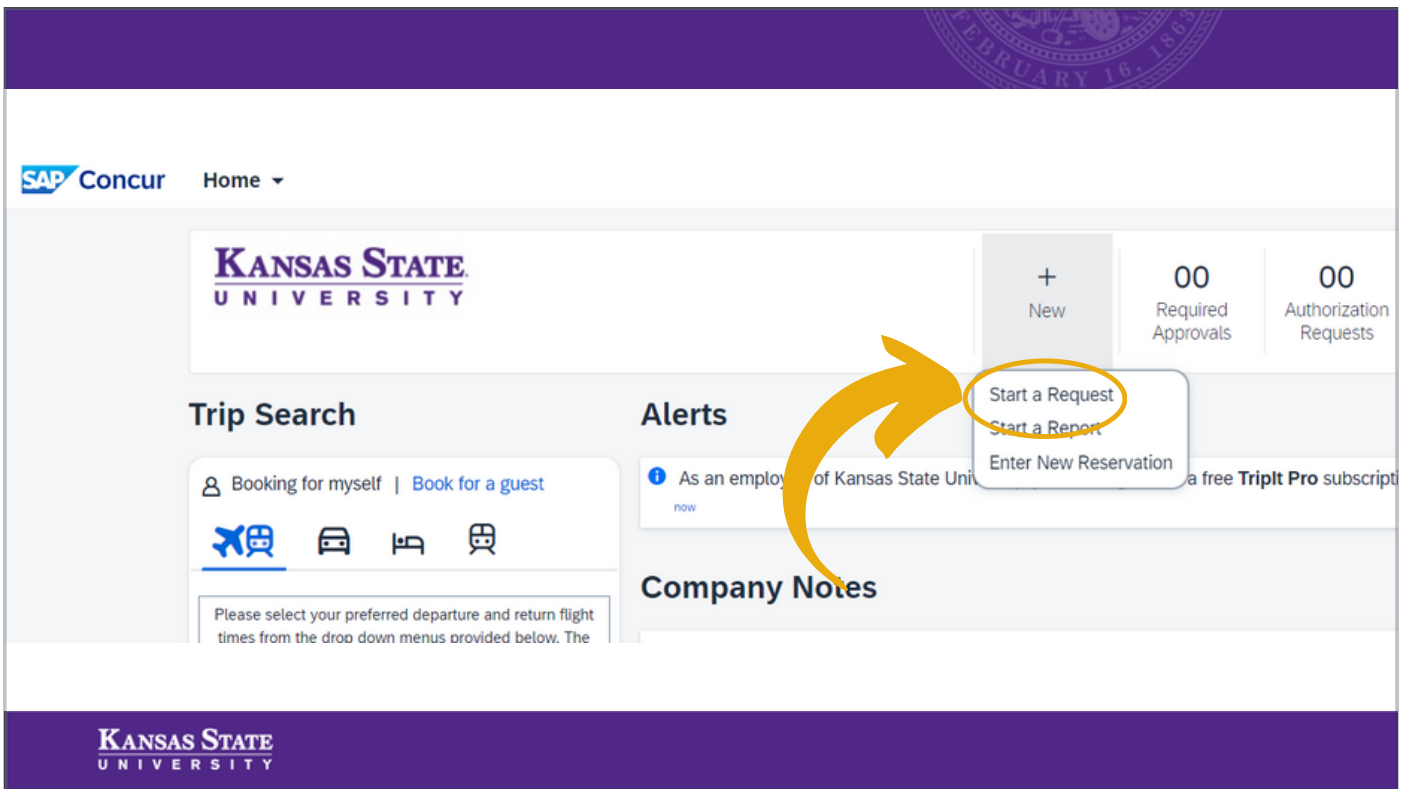 FEBRUARY 16, 1863
SAP Concur
Home
KANSAS STATE
UNIVERSITY
+
New
00
Required
Approvals
00
Authorization
Requests
Start a Request
Start a Report
Enter New Reservation
Trip Search
Booking for myself | Book for a guest
Please select your preferred departure and return flight
times from the drop down menus provided below. The
Alerts
As an employ of Kansas State Uni a free TripIt Pro subscripti
now
Company Notes
KANSAS STATE
UNIVERSITY